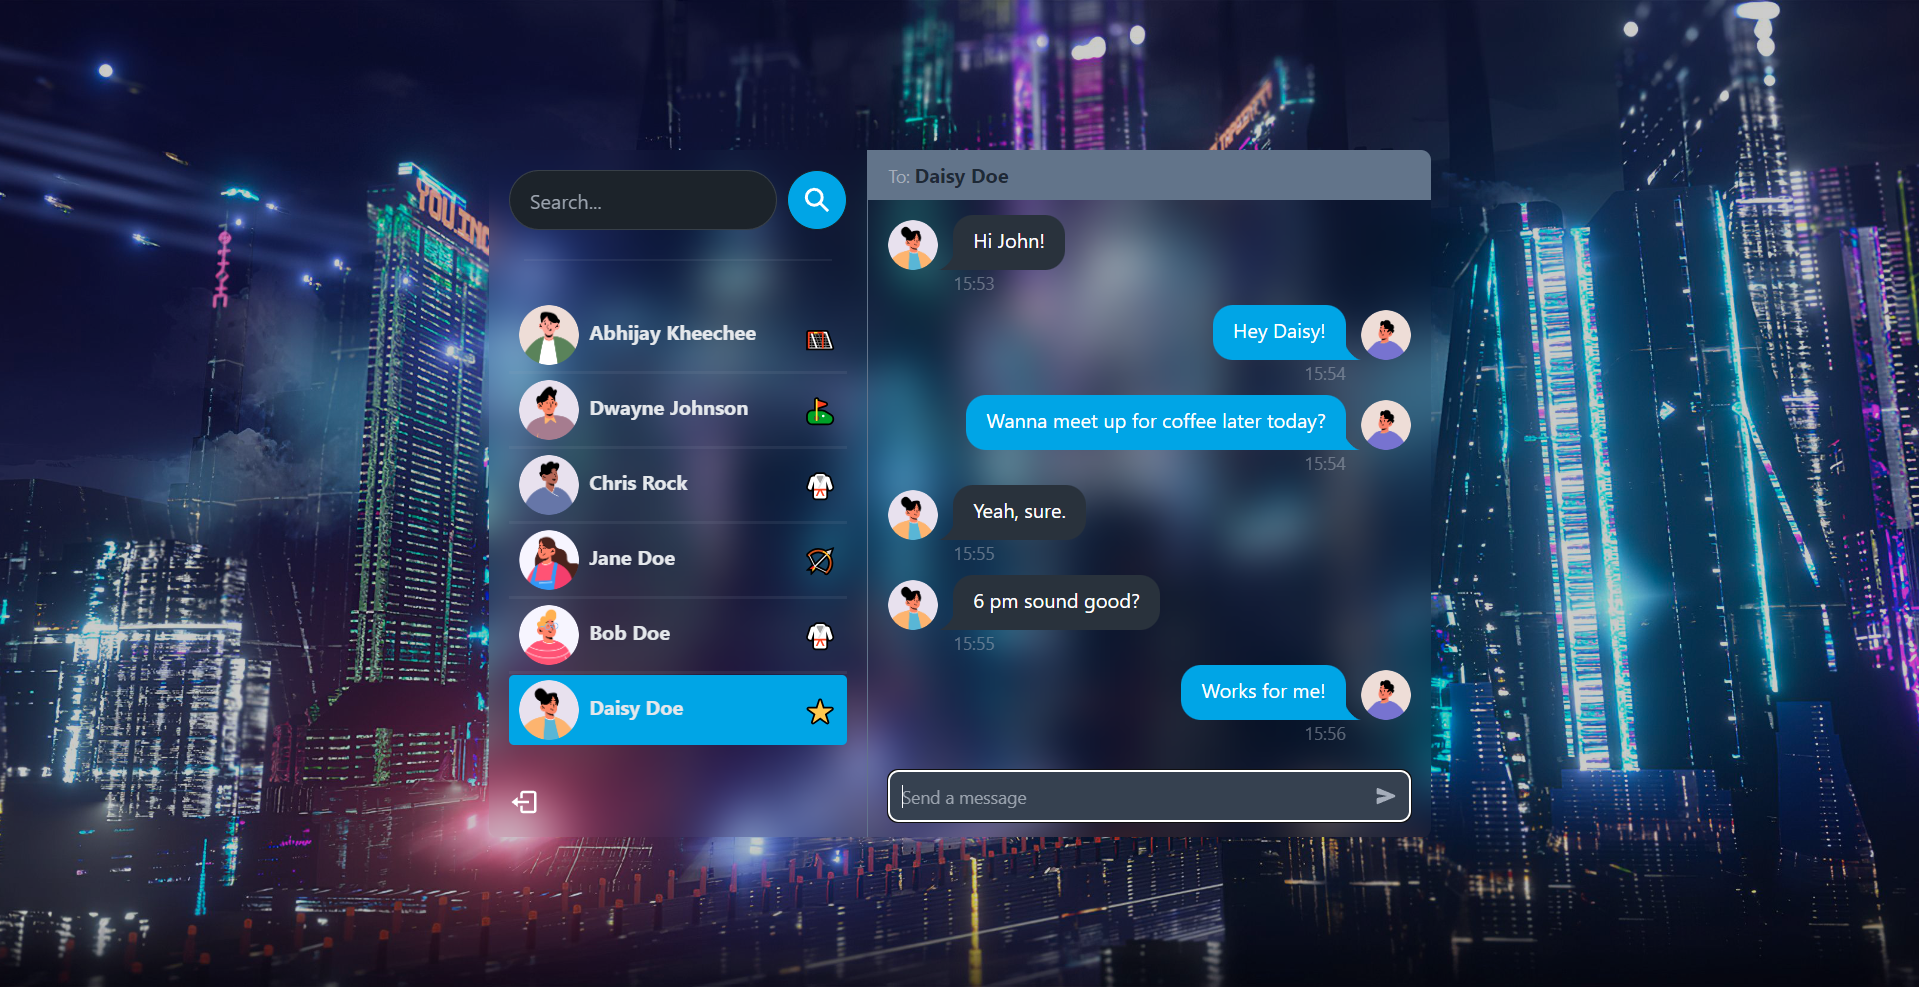 YOU.INC
Search...
Abhijay Kheechee
Dwayne Johnson
Chris Rock
Jane Doe
Bob Doe
Daisy Doe
To: Daisy Doe
Hi John!
15:53
Hey Daisy!
15:54
Wanna meet up for coffee later today?
15:54
Yeah, sure.
15:55
6 pm sound good?
15:55
Works for me!
15:56
Send a message